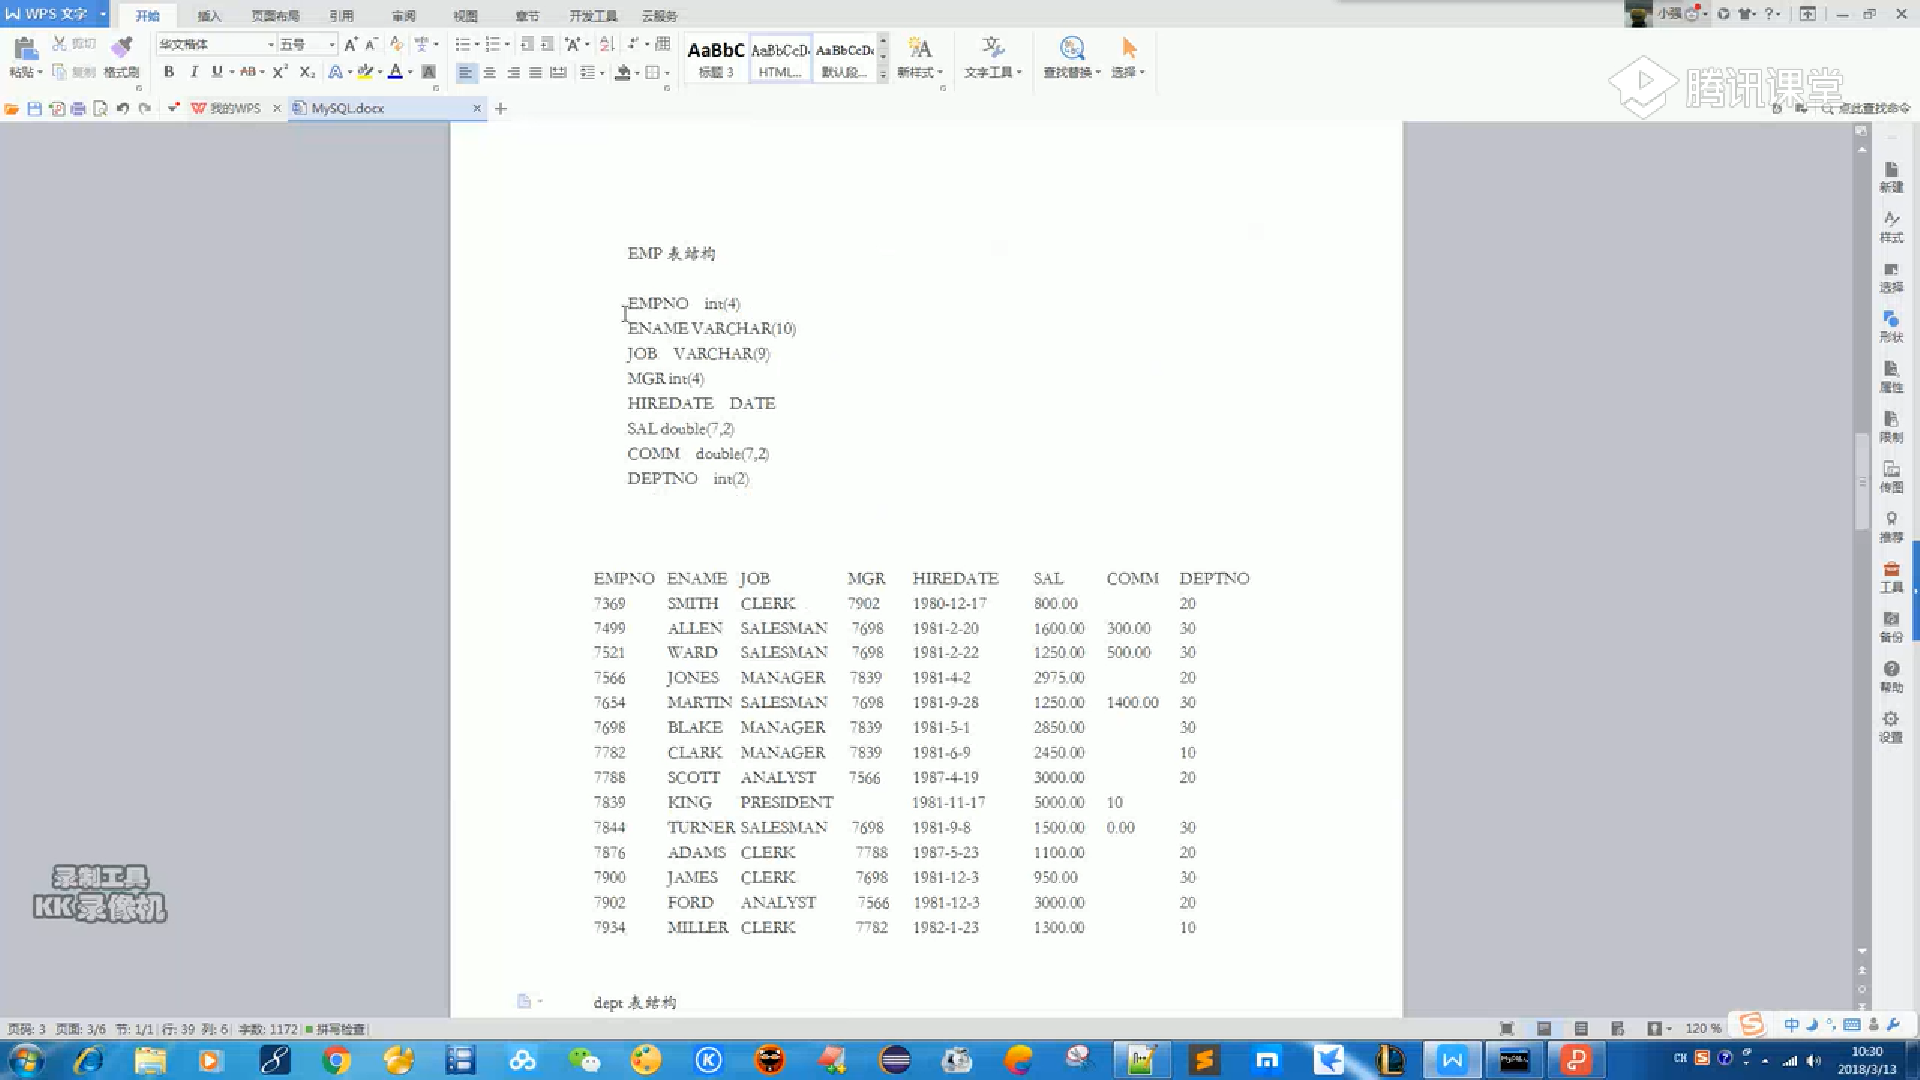 WPS 文字
开始 插入 页面布局 引用 审阅 视图 章节 开发工具 云服务
小强
粘贴 剪切 复制 格式刷
华文楷体 五号
B I U AB X² X₂
AaBbC AaBbCcD AaBbCcD
标题 3 HTML... 默认段... 新样式 文字工具 查找替换 选择
腾讯课堂
我的WPS MySQL.docx 点此查找命令
EMP 表结构
EMPNO int(4)
ENAME VARCHAR(10)
JOB VARCHAR(9)
MGR int(4)
HIREDATE DATE
SAL double(7,2)
COMM double(7,2)
DEPTNO int(2)
EMPNO ENAME JOB MGR HIREDATE SAL COMM DEPTNO
7369 SMITH CLERK 7902 1980-12-17 800.00 20
7499 ALLEN SALESMAN 7698 1981-2-20 1600.00 300.00 30
7521 WARD SALESMAN 7698 1981-2-22 1250.00 500.00 30
7566 JONES MANAGER 7839 1981-4-2 2975.00 20
7654 MARTIN SALESMAN 7698 1981-9-28 1250.00 1400.00 30
7698 BLAKE MANAGER 7839 1981-5-1 2850.00 30
7782 CLARK MANAGER 7839 1981-6-9 2450.00 10
7788 SCOTT ANALYST 7566 1987-4-19 3000.00 20
7839 KING PRESIDENT 1981-11-17 5000.00 10
7844 TURNER SALESMAN 7698 1981-9-8 1500.00 0.00 30
7876 ADAMS CLERK 7788 1987-5-23 1100.00 20
7900 JAMES CLERK 7698 1981-12-3 950.00 30
7902 FORD ANALYST 7566 1981-12-3 3000.00 20
7934 MILLER CLERK 7782 1982-1-23 1300.00 10
dept 表结构
新建
样式
选择
形状
属性
限制
传图
推荐
工具
备份
帮助
设置
录制工具
KK录像机
页码: 3 页面: 3/6 节: 1/1 行: 39 列: 6 字数: 1172 拼写检查
120 %
中
CH
10:30
2018/3/13